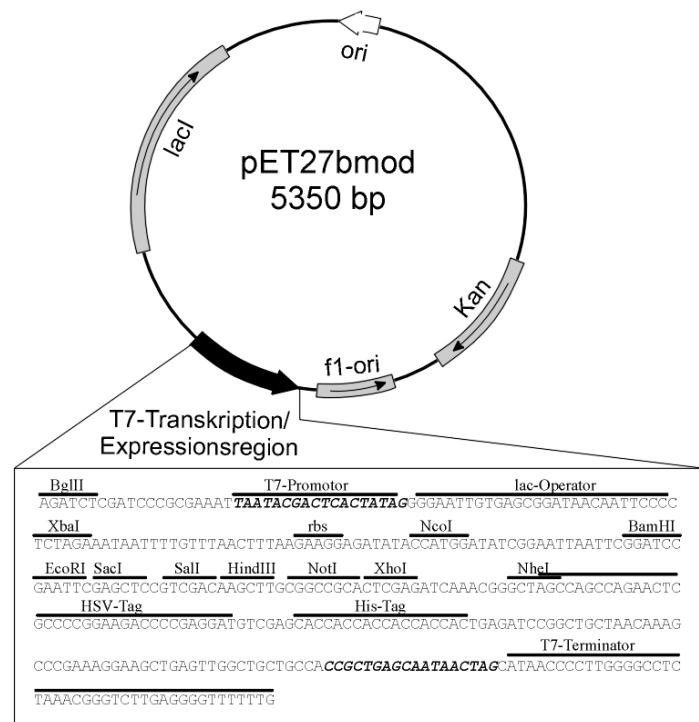 ori
lacI
pET27bmod
5350 bp
Kan
f1-ori
T7-Transkription/
Expressionsregion
BglII T7-Promotor lac-Operator
AGATCTCGATCCCGCGAAATTAATACGACTCACTATAGGGGAATTGTGAGCGGATAACAATTCCCC
XbaI rbs NcoI BamHI
TCTAGAAATAATTTTGTTTAACTTTAAGAAGGAGATATACCATGGATATCGGAATTAATTCGGATCC
EcoRI SacI SalI HindIII NotI XhoI NheI
GAATTCGAGCTCCGTCGACAAGCTTGCGGCCGCACTCGAGATCAAACGGGCTAGCCAGCCAGAACTC
HSV-Tag His-Tag
GCCCCGGAAGACCCCGAGGATGTCGAGCACCACCACCACCACCACTGAGATCCGGCTGCTAACAAAG
T7-Terminator
CCCGAAAGGAAGCTGAGTTGGCTGCTGCCACCGCTGAGCAATAACTAGCATAACCCCTTGGGGCCTC
TAAACGGGTCTTGAGGGGTTTTTTG